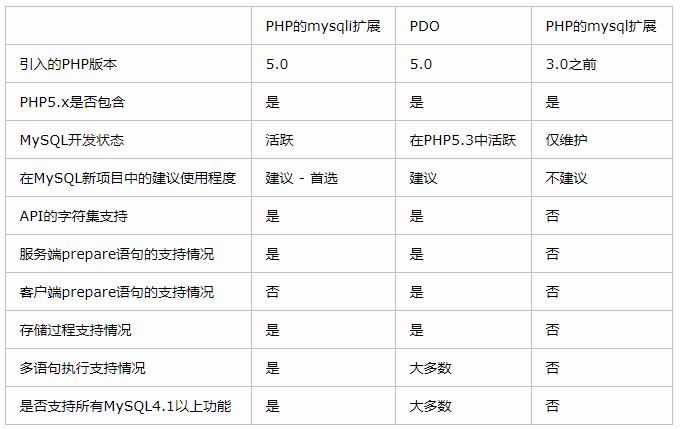 PHP的mysqli扩展 PDO PHP的mysql扩展
引入的PHP版本 5.0 5.0 3.0之前
PHP5.x是否包含 是 是 是
MySQL开发状态 活跃 在PHP5.3中活跃 仅维护
在MySQL新项目中的建议使用程度 建议 - 首选 建议 不建议
API的字符集支持 是 是 否
服务端prepare语句的支持情况 是 是 否
客户端prepare语句的支持情况 否 是 否
存储过程支持情况 是 是 否
多语句执行支持情况 是 大多数 否
是否支持所有MySQL4.1以上功能 是 大多数 否